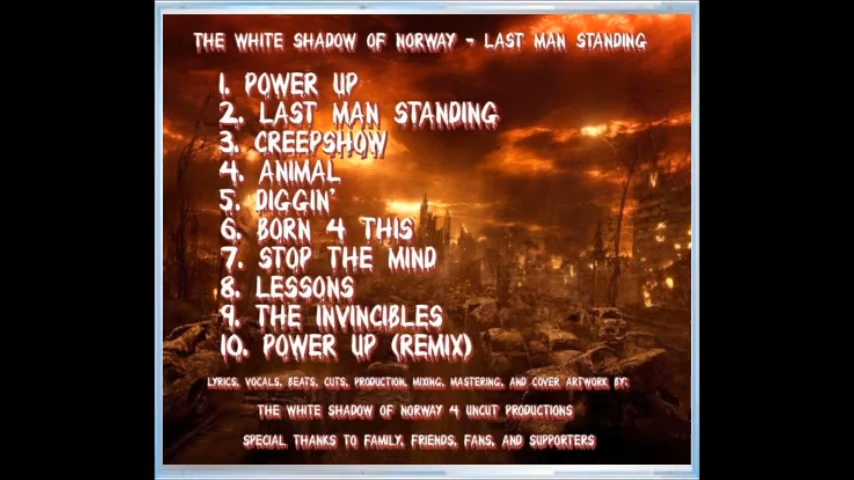 THE WHITE SHADOW OF NORWAY - LAST MAN STANDING
1. POWER UP
2. LAST MAN STANDING
3. CREEPSHOW
4. ANIMAL
5. DIGGIN'
6. BORN 4 THIS
7. STOP THE MIND
8. LESSONS
9. THE INVINCIBLES
10. POWER UP (REMIX)
LYRICS, VOCALS, BEATS, CUTS, PRODUCTION, MIXING, MASTERING, AND COVER ARTWORK BY:
THE WHITE SHADOW OF NORWAY 4 UNCUT PRODUCTIONS
SPECIAL THANKS TO FAMILY, FRIENDS, FANS, AND SUPPORTERS